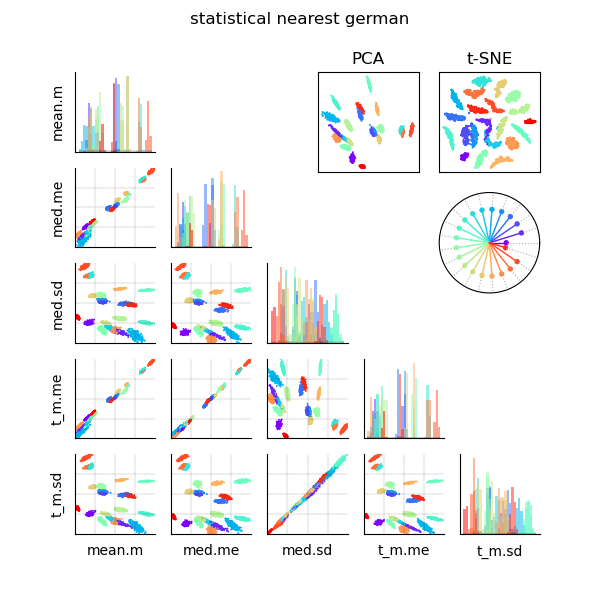 statistical nearest german
PCA
t-SNE
mean.m
med.me
med.sd
t_m.me
t_m.sd
mean.m
med.me
med.sd
t_m.me
t_m.sd